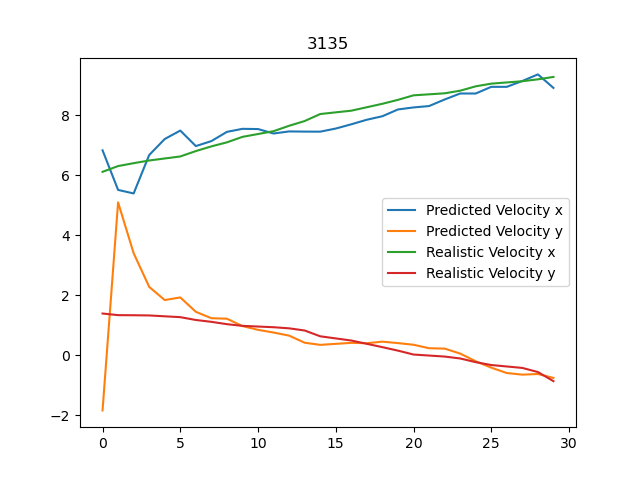 3135
8
6
4
2
0
−2
Predicted Velocity x
Predicted Velocity y
Realistic Velocity x
Realistic Velocity y
0 5 10 15 20 25 30